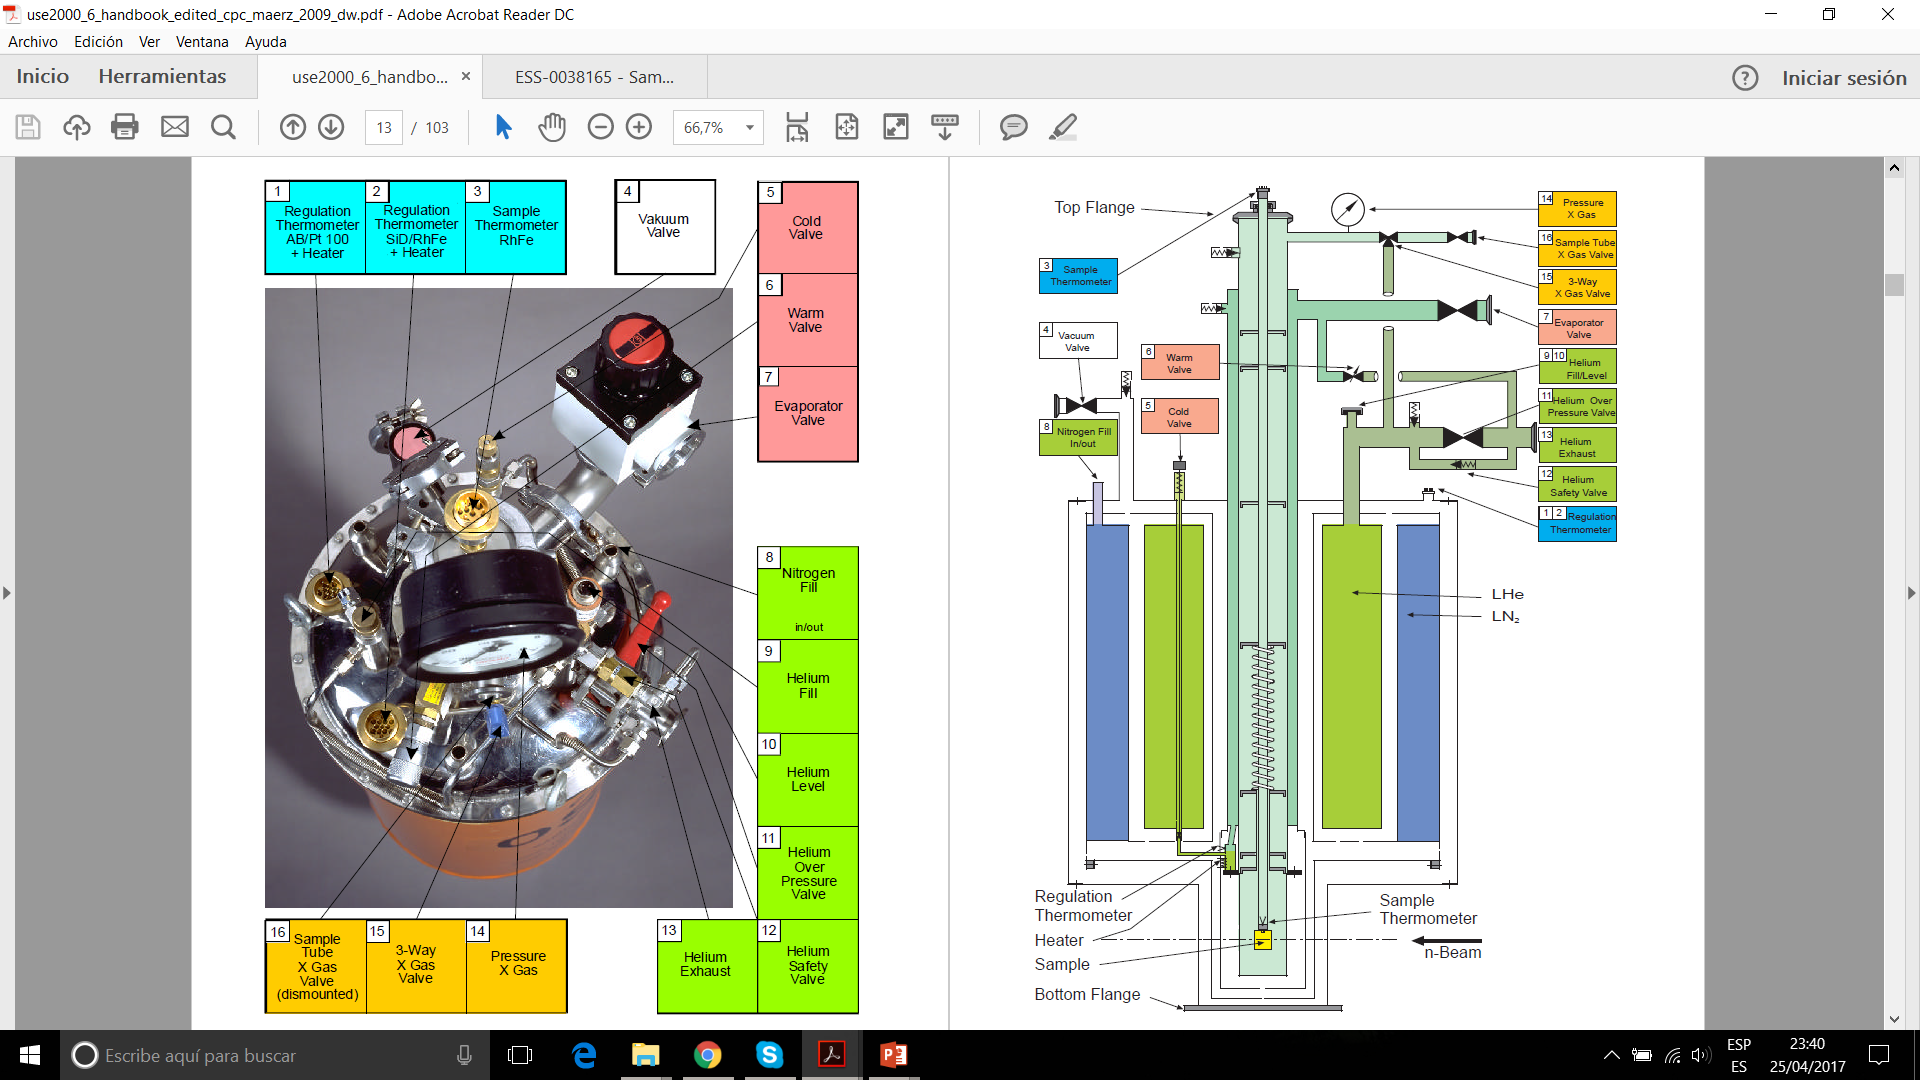 use2000_6_handbook_edited_cpc_maerz_2009_dw.pdf - Adobe Acrobat Reader DC
Archivo Edición Ver Ventana Ayuda
Inicio Herramientas use2000_6_handbo... × ESS-0038165 - Sam... ? Iniciar sesión
13 / 103 66,7%
1
Regulation
Thermometer
AB/Pt 100
+ Heater
2
Regulation
Thermometer
SiD/RhFe
+ Heater
3
Sample
Thermometer
RhFe
4
Vakuum
Valve
5
Cold
Valve
6
Warm
Valve
7
Evaporator
Valve
8
Nitrogen
Fill
in/out
9
Helium
Fill
10
Helium
Level
11
Helium
Over
Pressure
Valve
12
Helium
Safety
Valve
13
Helium
Exhaust
14
Pressure
X Gas
15
3-Way
X Gas
Valve
16
Sample
Tube
X Gas
Valve
(dismounted)
Top Flange
3
Sample
Thermometer
4
Vacuum
Valve
6
Warm
Valve
5
Cold
Valve
8
Nitrogen Fill
In/out
14
Pressure
X Gas
16
Sample Tube
X Gas Valve
15
3-Way
X Gas Valve
7
Evaporator
Valve
9 10
Helium
Fill/Level
11
Helium Over
Pressure Valve
13
Helium
Exhaust
12
Helium
Safety Valve
1 2
Regulation
Thermometer
LHe
LN₂
Regulation
Thermometer
Heater
Sample
Bottom Flange
Sample
Thermometer
n-Beam
Escribe aquí para buscar
ESP
ES
23:40
25/04/2017